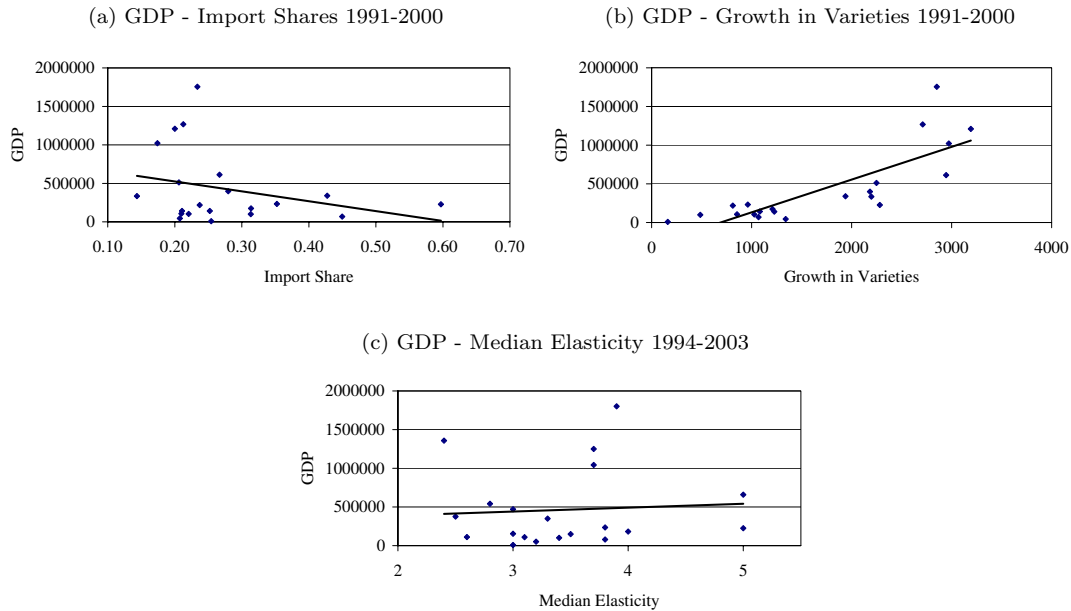 (a) GDP - Import Shares 1991-2000
2000000
1500000
1000000
500000
0
GDP
0.10 0.20 0.30 0.40 0.50 0.60 0.70
Import Share
(b) GDP - Growth in Varieties 1991-2000
2000000
1500000
1000000
500000
0
GDP
0 1000 2000 3000 4000
Growth in Varieties
(c) GDP - Median Elasticity 1994-2003
2000000
1500000
1000000
500000
0
GDP
2 3 4 5
Median Elasticity